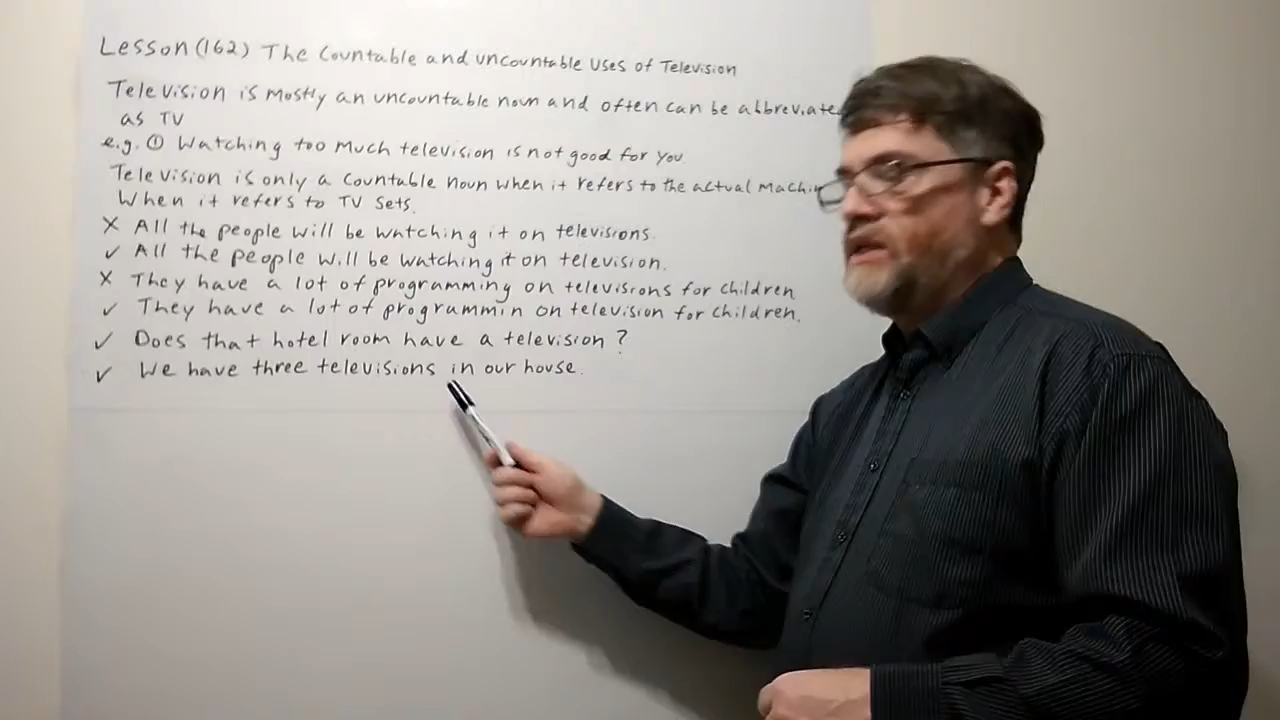 Lesson (162) The Countable and uncountable Uses of Television
Television is mostly an uncountable noun and often can be abbreviate
as TV
e.g. ① Watching too much television is not good for you.
Television is only a countable noun when it refers to the actual machin
When it refers to TV sets.
X All the people will be watching it on televisions.
✓ All the people will be watching it on television.
X They have a lot of programming on televisions for children
✓ They have a lot of programmin on television for children.
✓ Does that hotel room have a television ?
✓ We have three televisions in our house.